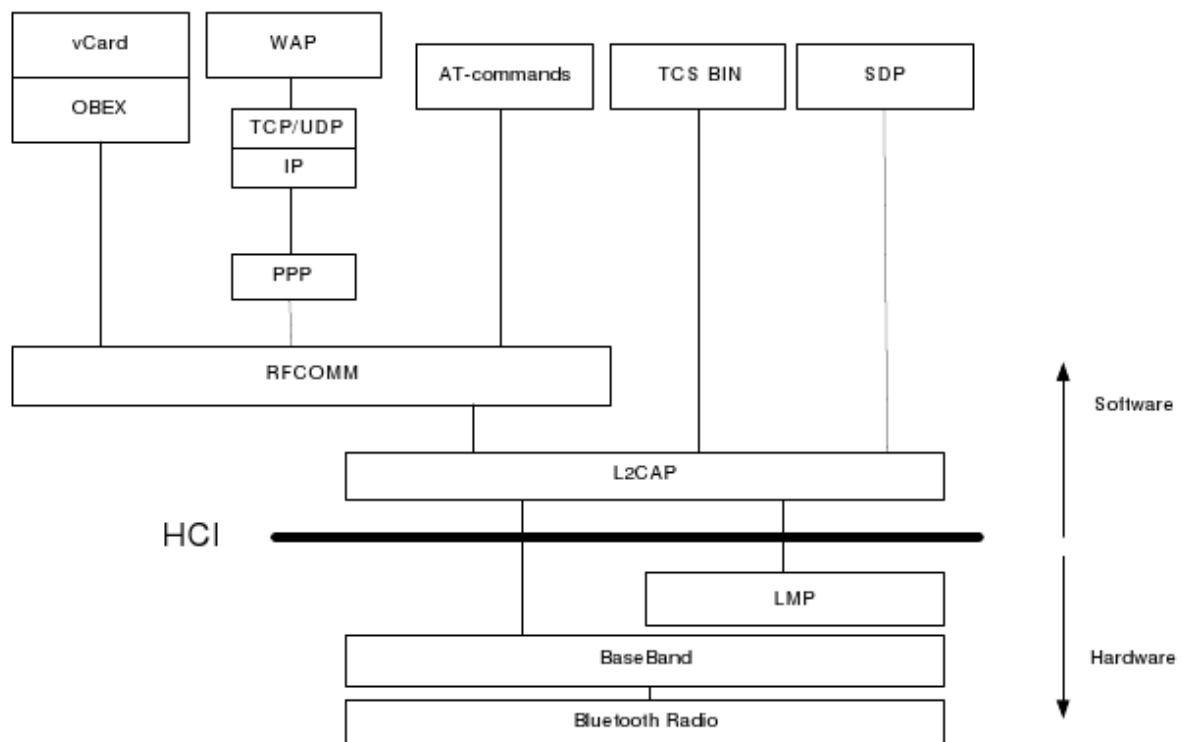 vCard
WAP
AT-commands
TCS BIN
SDP
OBEX
TCP/UDP
IP
PPP
RFCOMM
Software
L2CAP
HCI
LMP
BaseBand
Hardware
Bluetooth Radio